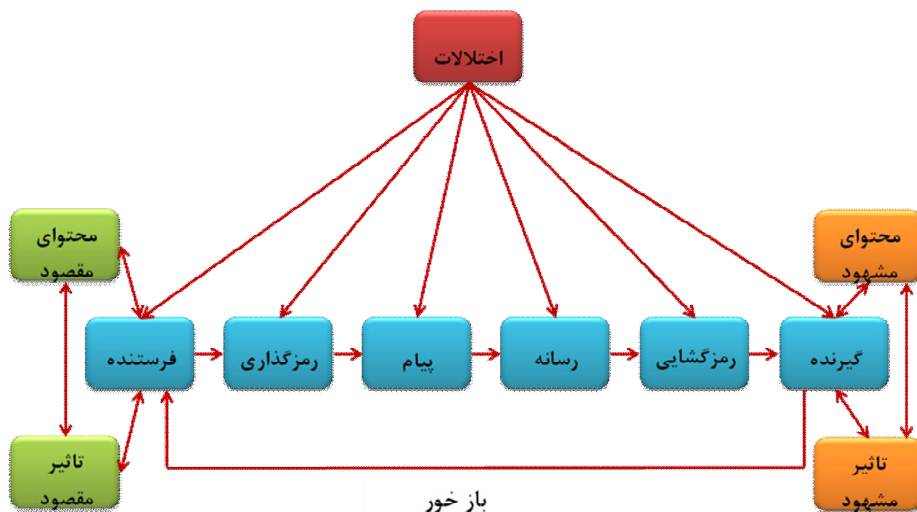 اختلالات
محتوای
مقصود
محتوای
مشهود
فرستنده
رمزگذاری
پیام
رسانه
رمزگشایی
گیرنده
تاثیر
مقصود
تاثیر
مشهود
باز خور